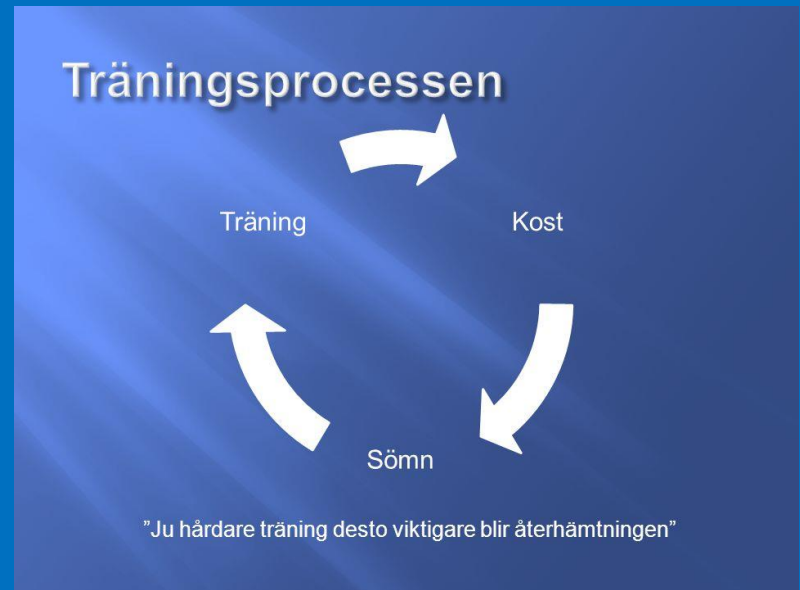 Träningsprocessen
Träning
Kost
Sömn
”Ju hårdare träning desto viktigare blir återhämtningen”